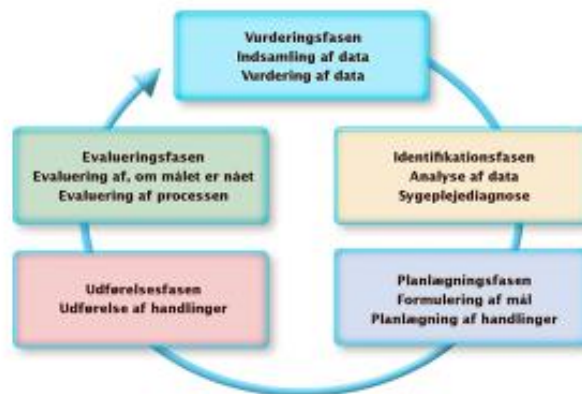 Vurderingsfasen
Indsamling af data
Vurdering af data
Identifikationsfasen
Analyse af data
Sygeplejediagnose
Planlægningsfasen
Formulering af mål
Planlægning af handlinger
Udførelsesfasen
Udførelse af handlinger
Evalueringsfasen
Evaluering af, om målet er nået
Evaluering af processen